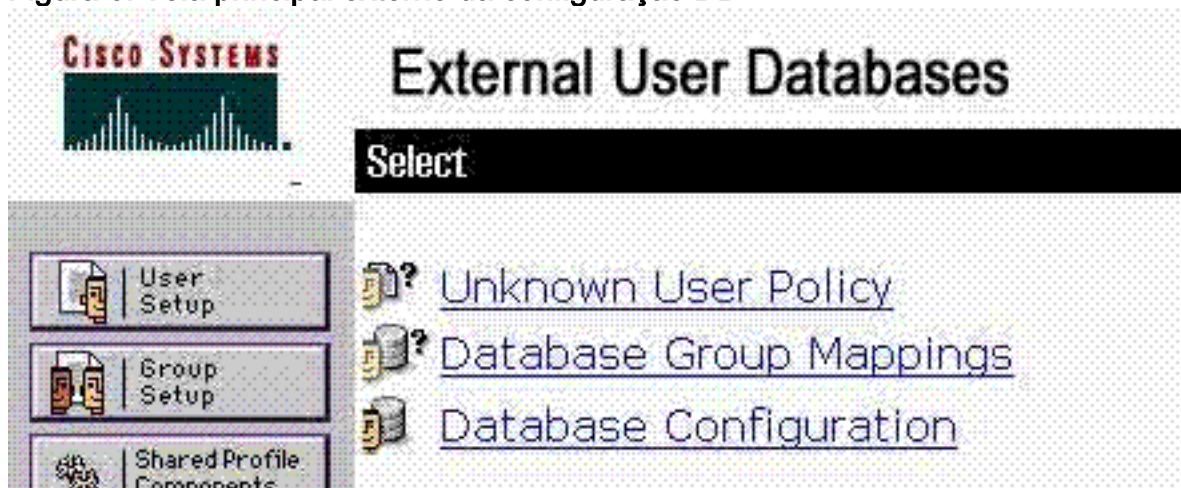 CISCO SYSTEMS
External User Databases
Select
User
Setup
Group
Setup
Shared Profile
Components
Unknown User Policy
Database Group Mappings
Database Configuration